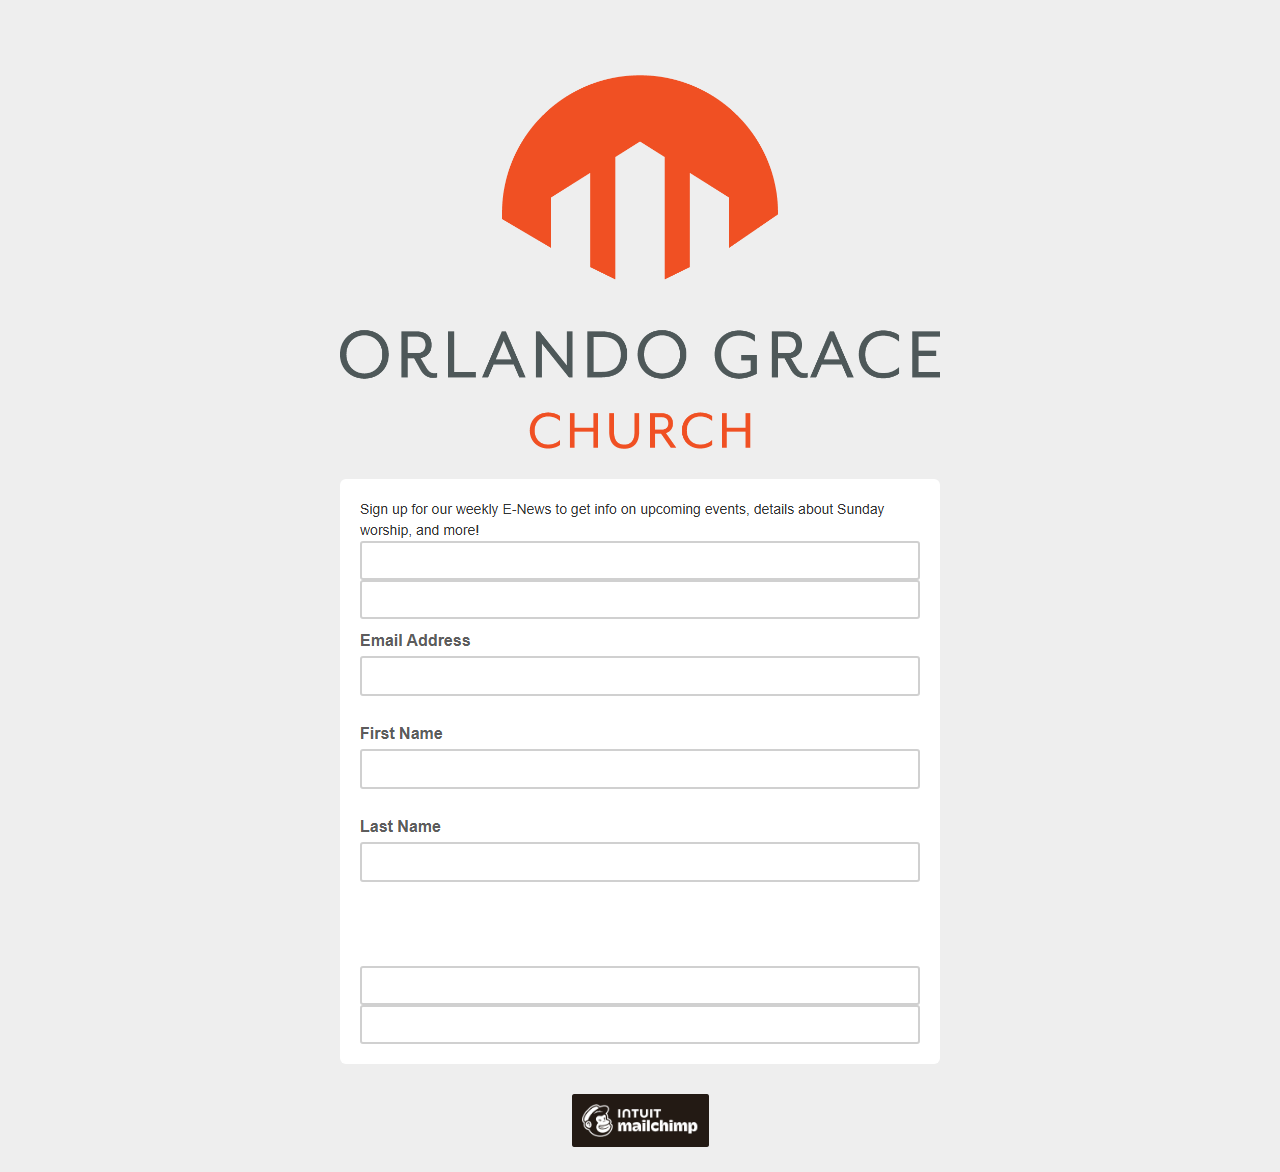 ORLANDO GRACE
CHURCH
Sign up for our weekly E-News to get info on upcoming events, details about Sunday
worship, and more!
Email Address
First Name
Last Name
INTUIT
mailchimp